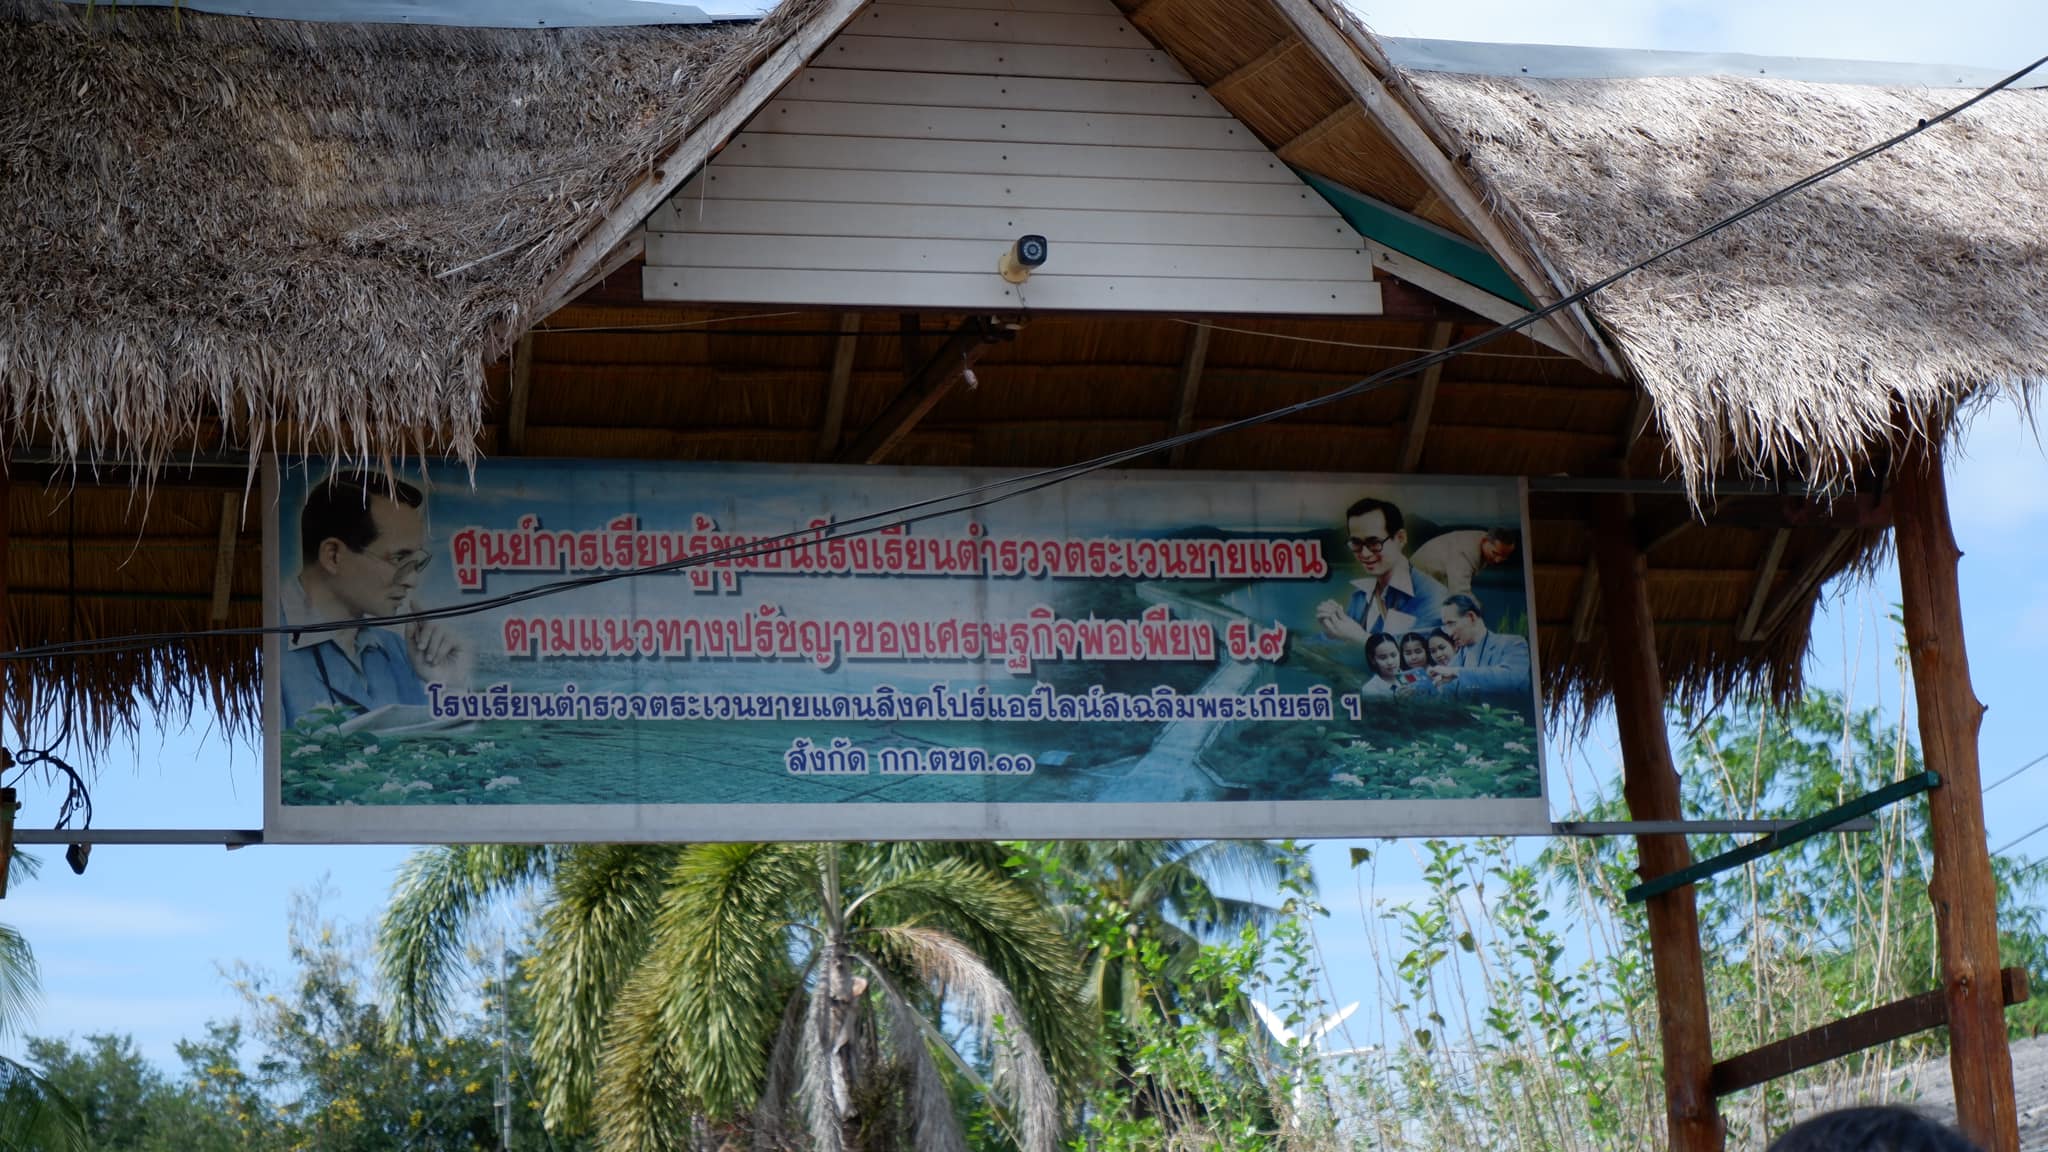 ศูนย์การเรียนรู้ชุมชนโรงเรียนตำรวจตระเวนชายแดน
ตามแนวทางปรัชญาของเศรษฐกิจพอเพียง ร.๙
โรงเรียนตำรวจตระเวนชายแดนสิงคโปร์แอร์ไลน์สเฉลิมพระเกียรติ ฯ
สังกัด กก.ตชด.๑๑